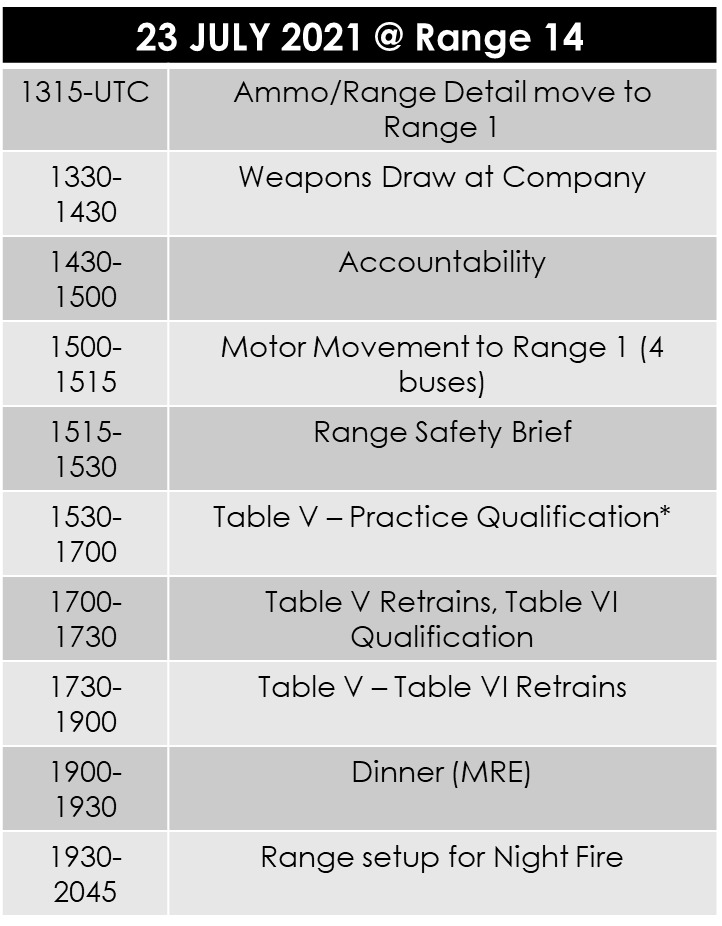 23 JULY 2021 @ Range 14
1315-UTC
Ammo/Range Detail move to
Range 1
1330-
1430
Weapons Draw at Company
1430-
1500
Accountability
1500-
1515
Motor Movement to Range 1 (4
buses)
1515-
1530
Range Safety Brief
1530-
1700
Table V – Practice Qualification*
1700-
1730
Table V Retrains, Table VI
Qualification
1730-
1900
Table V – Table VI Retrains
1900-
1930
Dinner (MRE)
1930-
2045
Range setup for Night Fire